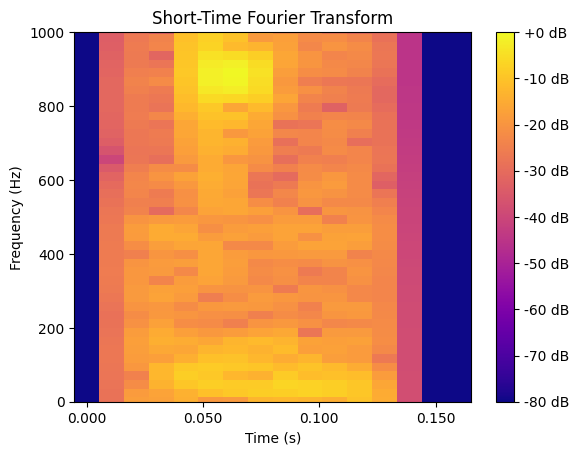 Short-Time Fourier Transform
Frequency (Hz)
1000
800
600
400
200
0
0.000 0.050 0.100 0.150
Time (s)
+0 dB
-10 dB
-20 dB
-30 dB
-40 dB
-50 dB
-60 dB
-70 dB
-80 dB